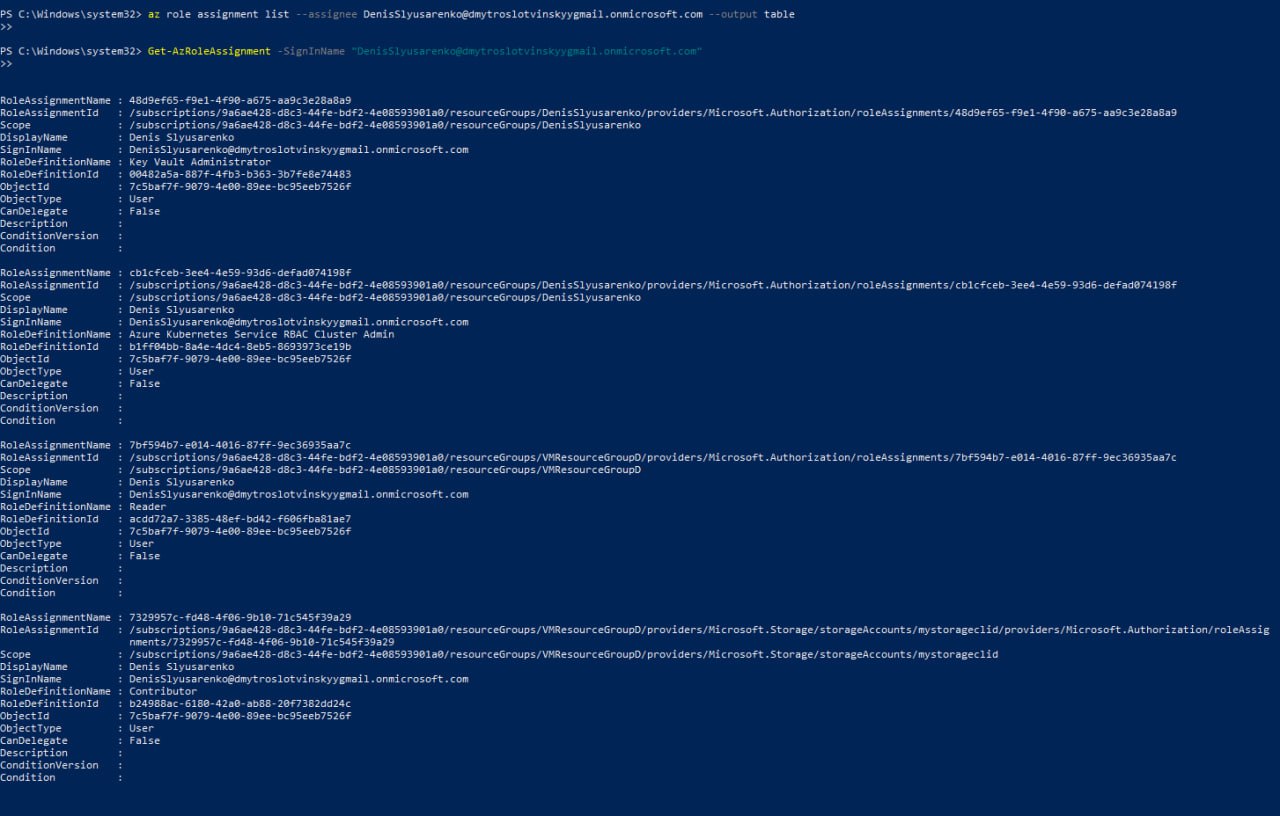 PS C:\Windows\system32> az role assignment list --assignee DenisSlyusarenko@dmytroslotvinskyygmail.onmicrosoft.com --output table
>>
PS C:\Windows\system32> Get-AzRoleAssignment -SignInName "DenisSlyusarenko@dmytroslotvinskyygmail.onmicrosoft.com"
>>
RoleAssignmentName : 48d9ef65-f9e1-4f90-a675-aa9c3e28a8a9
RoleAssignmentId   : /subscriptions/9a6ae428-d8c3-44fe-bdf2-4e08593901a0/resourceGroups/DenisSlyusarenko/providers/Microsoft.Authorization/roleAssignments/48d9ef65-f9e1-4f90-a675-aa9c3e28a8a9
Scope              : /subscriptions/9a6ae428-d8c3-44fe-bdf2-4e08593901a0/resourceGroups/DenisSlyusarenko
DisplayName        : Denis Slyusarenko
SignInName         : DenisSlyusarenko@dmytroslotvinskyygmail.onmicrosoft.com
RoleDefinitionName : Key Vault Administrator
RoleDefinitionId   : 00482a5a-887f-4fb3-b363-3b7fe8e74483
ObjectId           : 7c5baf7f-9079-4e00-89ee-bc95eeb7526f
ObjectType         : User
CanDelegate        : False
Description        :
ConditionVersion   :
Condition          :
RoleAssignmentName : cb1cfceb-3ee4-4e59-93d6-defad074198f
RoleAssignmentId   : /subscriptions/9a6ae428-d8c3-44fe-bdf2-4e08593901a0/resourceGroups/DenisSlyusarenko/providers/Microsoft.Authorization/roleAssignments/cb1cfceb-3ee4-4e59-93d6-defad074198f
Scope              : /subscriptions/9a6ae428-d8c3-44fe-bdf2-4e08593901a0/resourceGroups/DenisSlyusarenko
DisplayName        : Denis Slyusarenko
SignInName         : DenisSlyusarenko@dmytroslotvinskyygmail.onmicrosoft.com
RoleDefinitionName : Azure Kubernetes Service RBAC Cluster Admin
RoleDefinitionId   : b1ff04bb-8a4e-4dc4-8eb5-8693973ce19b
ObjectId           : 7c5baf7f-9079-4e00-89ee-bc95eeb7526f
ObjectType         : User
CanDelegate        : False
Description        :
ConditionVersion   :
Condition          :
RoleAssignmentName : 7bf594b7-e014-4016-87ff-9ec36935aa7c
RoleAssignmentId   : /subscriptions/9a6ae428-d8c3-44fe-bdf2-4e08593901a0/resourceGroups/VMResourceGroupD/providers/Microsoft.Authorization/roleAssignments/7bf594b7-e014-4016-87ff-9ec36935aa7c
Scope              : /subscriptions/9a6ae428-d8c3-44fe-bdf2-4e08593901a0/resourceGroups/VMResourceGroupD
DisplayName        : Denis Slyusarenko
SignInName         : DenisSlyusarenko@dmytroslotvinskyygmail.onmicrosoft.com
RoleDefinitionName : Reader
RoleDefinitionId   : acdd72a7-3385-48ef-bd42-f606fba81ae7
ObjectId           : 7c5baf7f-9079-4e00-89ee-bc95eeb7526f
ObjectType         : User
CanDelegate        : False
Description        :
ConditionVersion   :
Condition          :
RoleAssignmentName : 7329957c-fd48-4f06-9b10-71c545f39a29
RoleAssignmentId   : /subscriptions/9a6ae428-d8c3-44fe-bdf2-4e08593901a0/resourceGroups/VMResourceGroupD/providers/Microsoft.Storage/storageAccounts/mystorageclid/providers/Microsoft.Authorization/roleAssig
nments/7329957c-fd48-4f06-9b10-71c545f39a29
Scope              : /subscriptions/9a6ae428-d8c3-44fe-bdf2-4e08593901a0/resourceGroups/VMResourceGroupD/providers/Microsoft.Storage/storageAccounts/mystorageclid
DisplayName        : Denis Slyusarenko
SignInName         : DenisSlyusarenko@dmytroslotvinskyygmail.onmicrosoft.com
RoleDefinitionName : Contributor
RoleDefinitionId   : b24988ac-6180-42a0-ab88-20f7382dd24c
ObjectId           : 7c5baf7f-9079-4e00-89ee-bc95eeb7526f
ObjectType         : User
CanDelegate        : False
Description        :
ConditionVersion   :
Condition          :